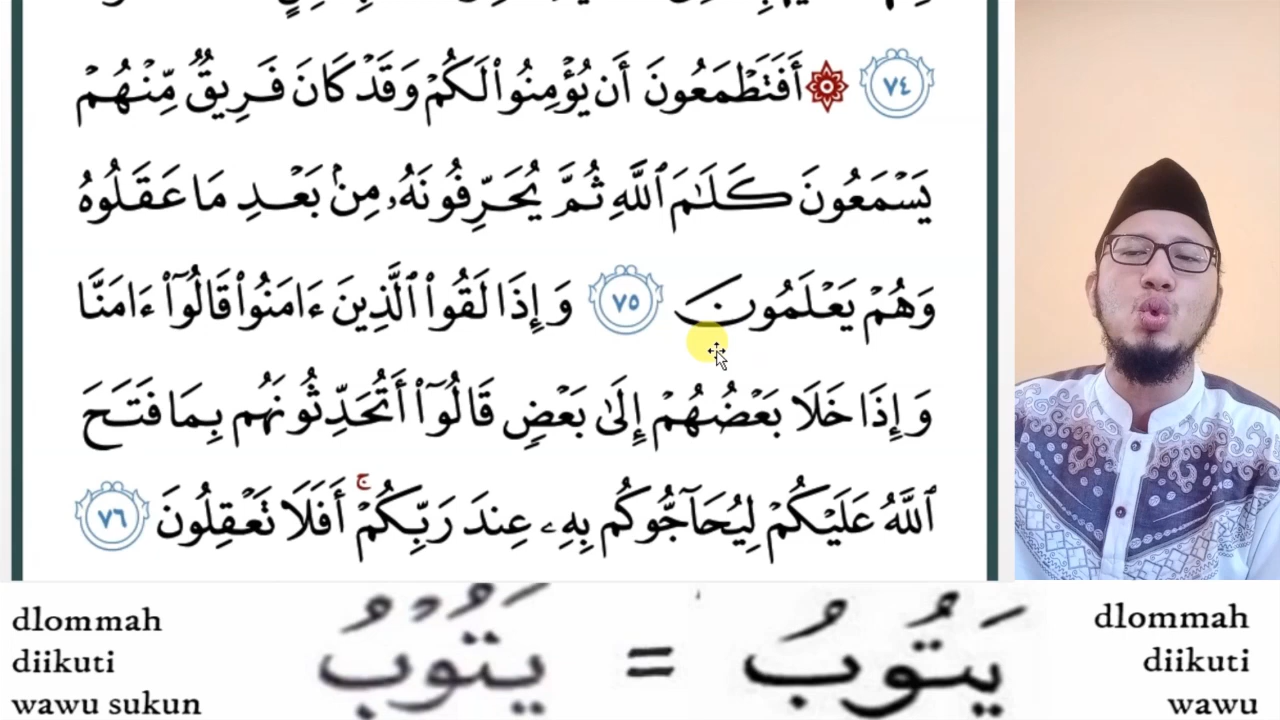 ٧٤ ۞ أَفَتَطْمَعُونَ أَن يُؤْمِنُوا۟ لَكُمْ وَقَدْ كَانَ فَرِيقٌ مِّنْهُمْ
يَسْمَعُونَ كَلَـٰمَ ٱللَّهِ ثُمَّ يُحَرِّفُونَهُۥ مِنۢ بَعْدِ مَا عَقَلُوهُ
وَهُمْ يَعْلَمُونَ ٧٥ وَإِذَا لَقُوا۟ ٱلَّذِينَ ءَامَنُوا۟ قَالُوٓا۟ ءَامَنَّا
وَإِذَا خَلَا بَعْضُهُمْ إِلَىٰ بَعْضٍ قَالُوٓا۟ أَتُحَدِّثُونَهُم بِمَا فَتَحَ
ٱللَّهُ عَلَيْكُمْ لِيُحَآجُّوكُم بِهِۦ عِندَ رَبِّكُمْ ۚ أَفَلَا تَعْقِلُونَ ٧٦
dlommah
diikuti
wawu sukun
يَتُوْبُ = يَتُوبُ
dlommah
diikuti
wawu